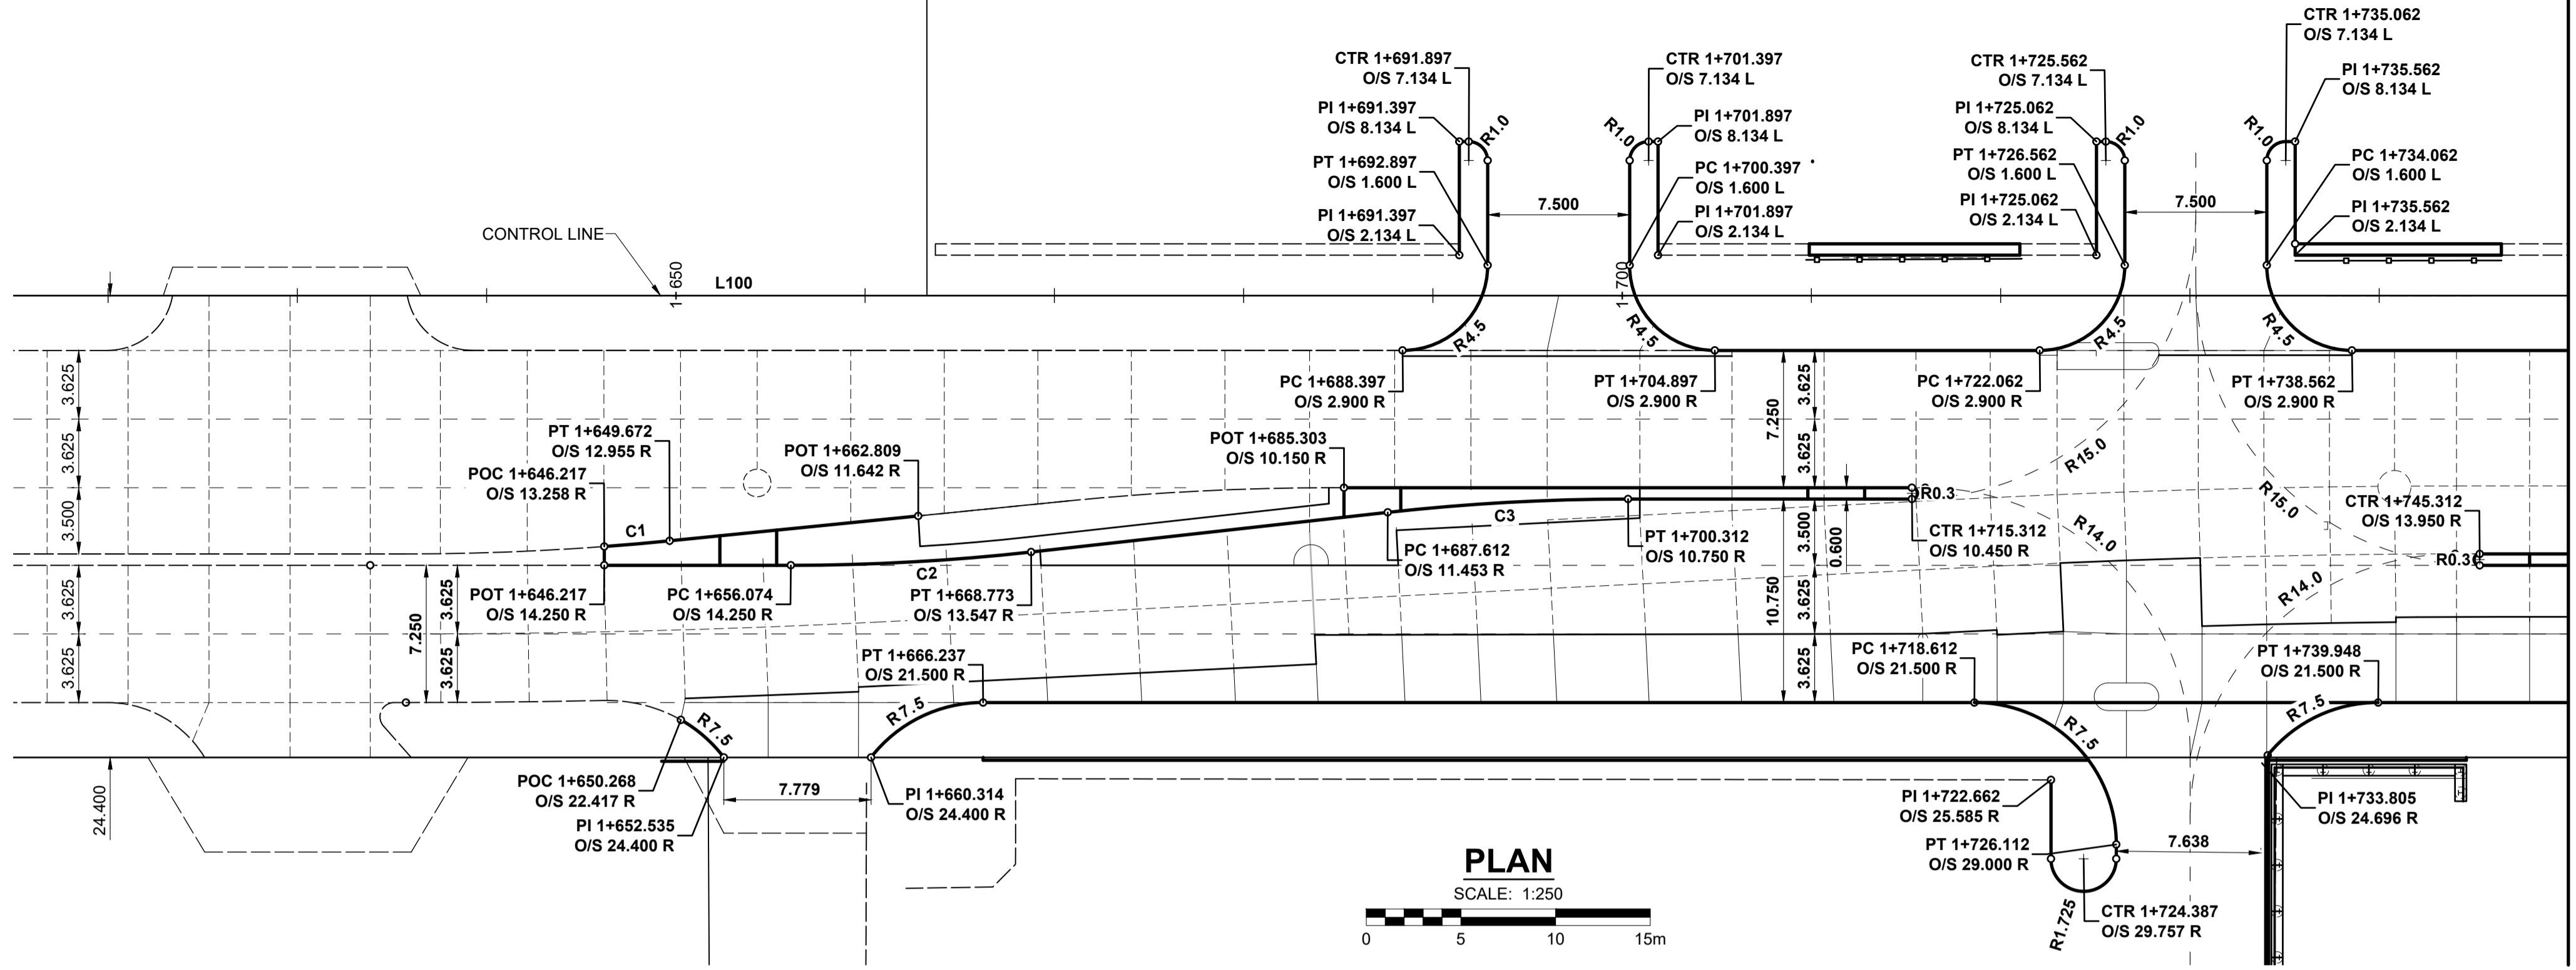 CTR 1+735.062
O/S 7.134 L
CTR 1+691.897
O/S 7.134 L
CTR 1+701.397
O/S 7.134 L
CTR 1+725.562
O/S 7.134 L
PI 1+735.562
O/S 8.134 L
PI 1+691.397
O/S 8.134 L
R1.0
R1.0
PI 1+701.897
O/S 8.134 L
PI 1+725.062
O/S 8.134 L
R1.0
R1.0
PT 1+692.897
O/S 1.600 L
PC 1+700.397
O/S 1.600 L
PT 1+726.562
O/S 1.600 L
PC 1+734.062
O/S 1.600 L
PI 1+691.397
O/S 2.134 L
7.500
PI 1+701.897
O/S 2.134 L
PI 1+725.062
O/S 2.134 L
7.500
PI 1+735.562
O/S 2.134 L
CONTROL LINE
1+650
L100
1+700
R4.5
R4.5
R4.5
R4.5
PC 1+688.397
O/S 2.900 R
PT 1+704.897
O/S 2.900 R
PC 1+722.062
O/S 2.900 R
PT 1+738.562
O/S 2.900 R
3.625
3.625
3.500
7.250
3.625
3.625
PT 1+649.672
O/S 12.955 R
POT 1+662.809
O/S 11.642 R
POT 1+685.303
O/S 10.150 R
POC 1+646.217
O/S 13.258 R
R15.0
R15.0
R0.3
CTR 1+745.312
O/S 13.950 R
C1
C2
C3
PT 1+700.312
O/S 10.750 R
3.500
0.600
CTR 1+715.312
O/S 10.450 R
R14.0
R0.3
R14.0
PC 1+687.612
O/S 11.453 R
POT 1+646.217
O/S 14.250 R
PC 1+656.074
O/S 14.250 R
PT 1+668.773
O/S 13.547 R
3.625
3.625
7.250
3.625
3.625
10.750
3.625
3.625
PT 1+666.237
O/S 21.500 R
PC 1+718.612
O/S 21.500 R
PT 1+739.948
O/S 21.500 R
R7.5
R7.5
R7.5
R7.5
24.400
POC 1+650.268
O/S 22.417 R
7.779
PI 1+660.314
O/S 24.400 R
PI 1+652.535
O/S 24.400 R
PI 1+722.662
O/S 25.585 R
PI 1+733.805
O/S 24.696 R
PT 1+726.112
O/S 29.000 R
7.638
R1.725
CTR 1+724.387
O/S 29.757 R
PLAN
SCALE: 1:250
0 5 10 15m